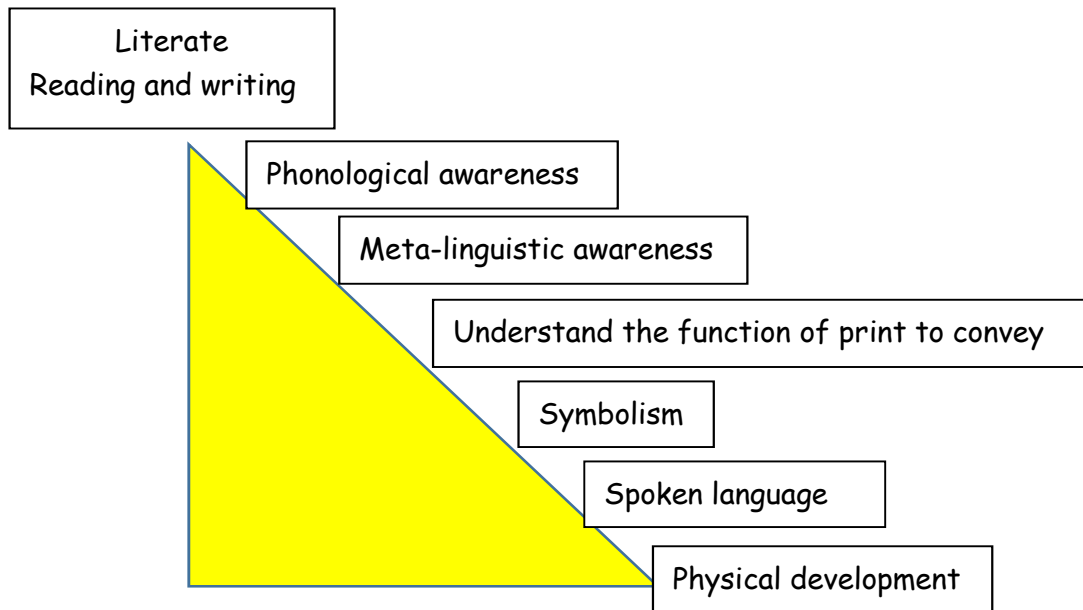 Literate
Reading and writing
Phonological awareness
Meta-linguistic awareness
Understand the function of print to convey
Symbolism
Spoken language
Physical development